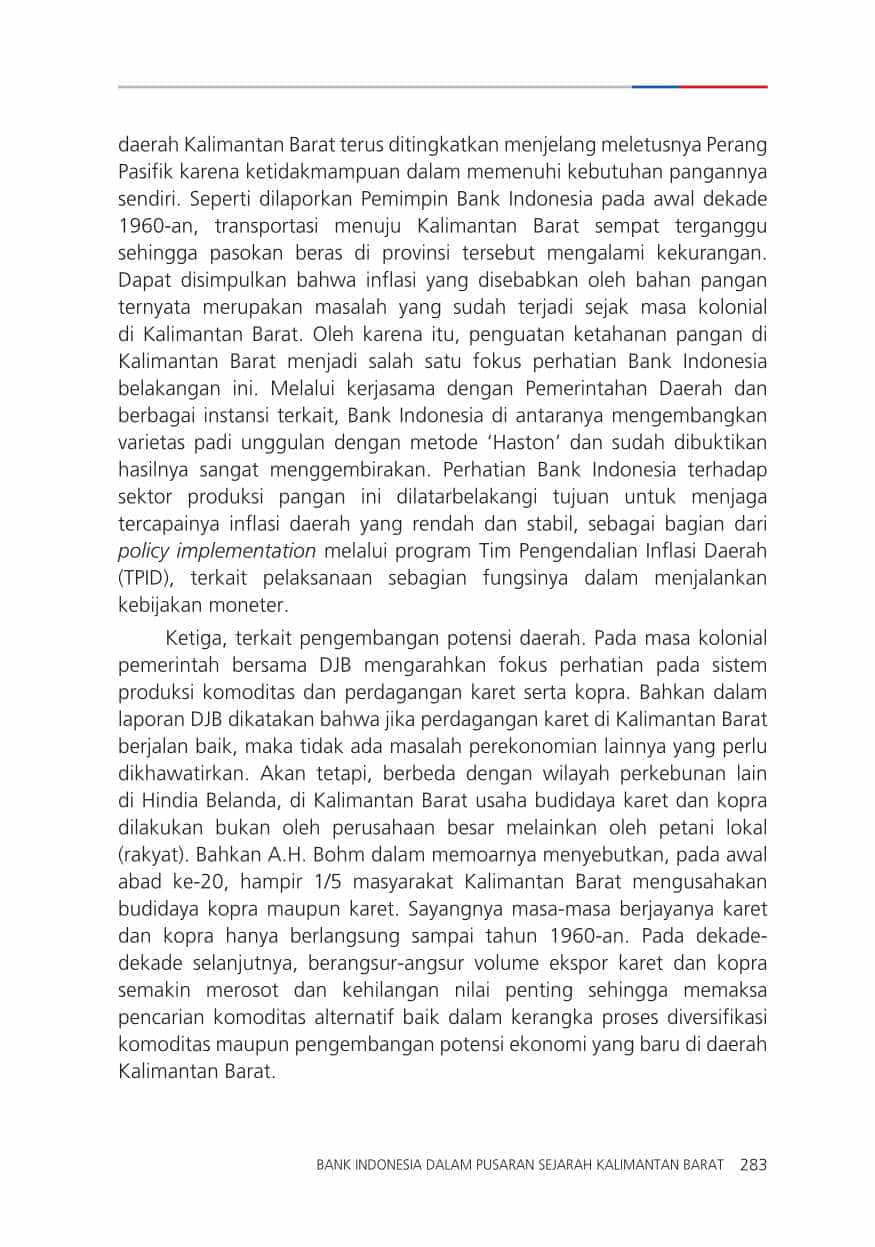 daerah Kalimantan Barat terus ditingkatkan menjelang meletusnya Perang
Pasifik karena ketidakmampuan dalam memenuhi kebutuhan pangannya
sendiri. Seperti dilaporkan Pemimpin Bank Indonesia pada awal dekade
1960-an, transportasi menuju Kalimantan Barat sempat terganggu
sehingga pasokan beras di provinsi tersebut mengalami kekurangan.
Dapat disimpulkan bahwa inflasi yang disebabkan oleh bahan pangan
ternyata merupakan masalah yang sudah terjadi sejak masa kolonial
di Kalimantan Barat. Oleh karena itu, penguatan ketahanan pangan di
Kalimantan Barat menjadi salah satu fokus perhatian Bank Indonesia
belakangan ini. Melalui kerjasama dengan Pemerintahan Daerah dan
berbagai instansi terkait, Bank Indonesia di antaranya mengembangkan
varietas padi unggulan dengan metode ‘Haston’ dan sudah dibuktikan
hasilnya sangat menggembirakan. Perhatian Bank Indonesia terhadap
sektor produksi pangan ini dilatarbelakangi tujuan untuk menjaga
tercapainya inflasi daerah yang rendah dan stabil, sebagai bagian dari
policy implementation melalui program Tim Pengendalian Inflasi Daerah
(TPID), terkait pelaksanaan sebagian fungsinya dalam menjalankan
kebijakan moneter.
Ketiga, terkait pengembangan potensi daerah. Pada masa kolonial
pemerintah bersama DJB mengarahkan fokus perhatian pada sistem
produksi komoditas dan perdagangan karet serta kopra. Bahkan dalam
laporan DJB dikatakan bahwa jika perdagangan karet di Kalimantan Barat
berjalan baik, maka tidak ada masalah perekonomian lainnya yang perlu
dikhawatirkan. Akan tetapi, berbeda dengan wilayah perkebunan lain
di Hindia Belanda, di Kalimantan Barat usaha budidaya karet dan kopra
dilakukan bukan oleh perusahaan besar melainkan oleh petani lokal
(rakyat). Bahkan A.H. Bohm dalam memoarnya menyebutkan, pada awal
abad ke-20, hampir 1/5 masyarakat Kalimantan Barat mengusahakan
budidaya kopra maupun karet. Sayangnya masa-masa berjayanya karet
dan kopra hanya berlangsung sampai tahun 1960-an. Pada dekade-
dekade selanjutnya, berangsur-angsur volume ekspor karet dan kopra
semakin merosot dan kehilangan nilai penting sehingga memaksa
pencarian komoditas alternatif baik dalam kerangka proses diversifikasi
komoditas maupun pengembangan potensi ekonomi yang baru di daerah
Kalimantan Barat.
BANK INDONESIA DALAM PUSARAN SEJARAH KALIMANTAN BARAT 283